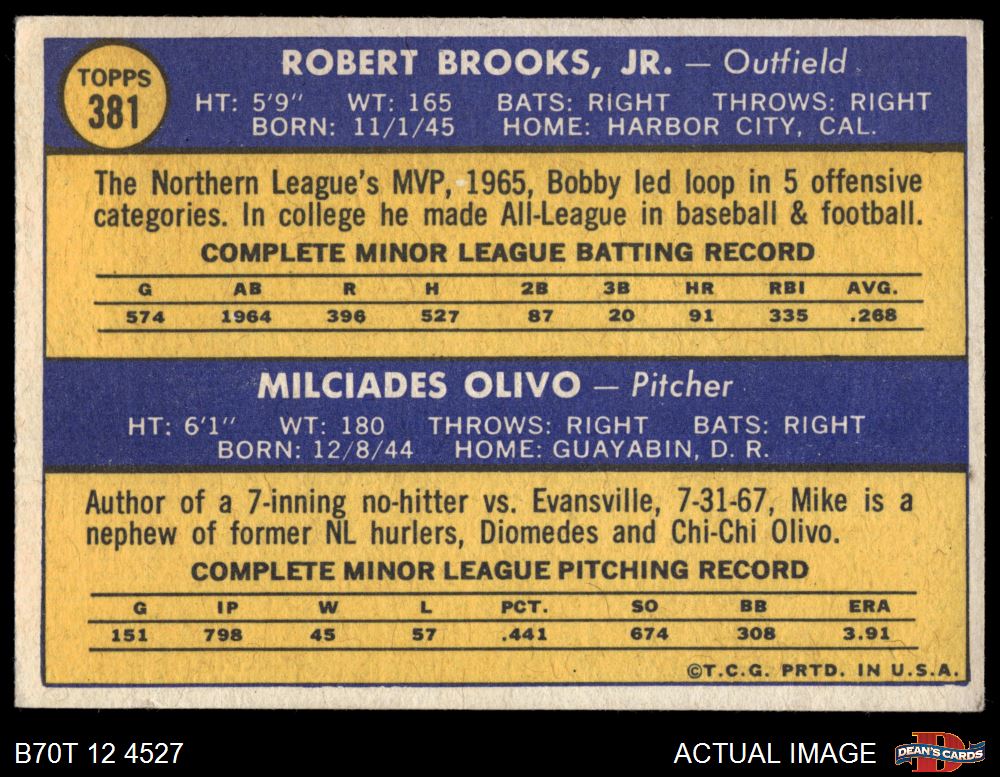 TOPPS
381
ROBERT BROOKS, JR. — Outfield
HT: 5'9" WT: 165 BATS: RIGHT THROWS: RIGHT
BORN: 11/1/45 HOME: HARBOR CITY, CAL.
The Northern League's MVP, 1965, Bobby led loop in 5 offensive
categories. In college he made All-League in baseball & football.
COMPLETE MINOR LEAGUE BATTING RECORD
G AB R H 2B 3B HR RBI AVG.
574 1964 396 527 87 20 91 335 .268
MILCIADES OLIVO — Pitcher
HT: 6'1" WT: 180 THROWS: RIGHT BATS: RIGHT
BORN: 12/8/44 HOME: GUAYABIN, D. R.
Author of a 7-inning no-hitter vs. Evansville, 7-31-67, Mike is a
nephew of former NL hurlers, Diomedes and Chi-Chi Olivo.
COMPLETE MINOR LEAGUE PITCHING RECORD
G IP W L PCT. SO BB ERA
151 798 45 57 .441 674 308 3.91
©T.C.G. PRTD. IN U.S.A.
B70T 12 4527 ACTUAL IMAGE
D
DEAN'S CARDS